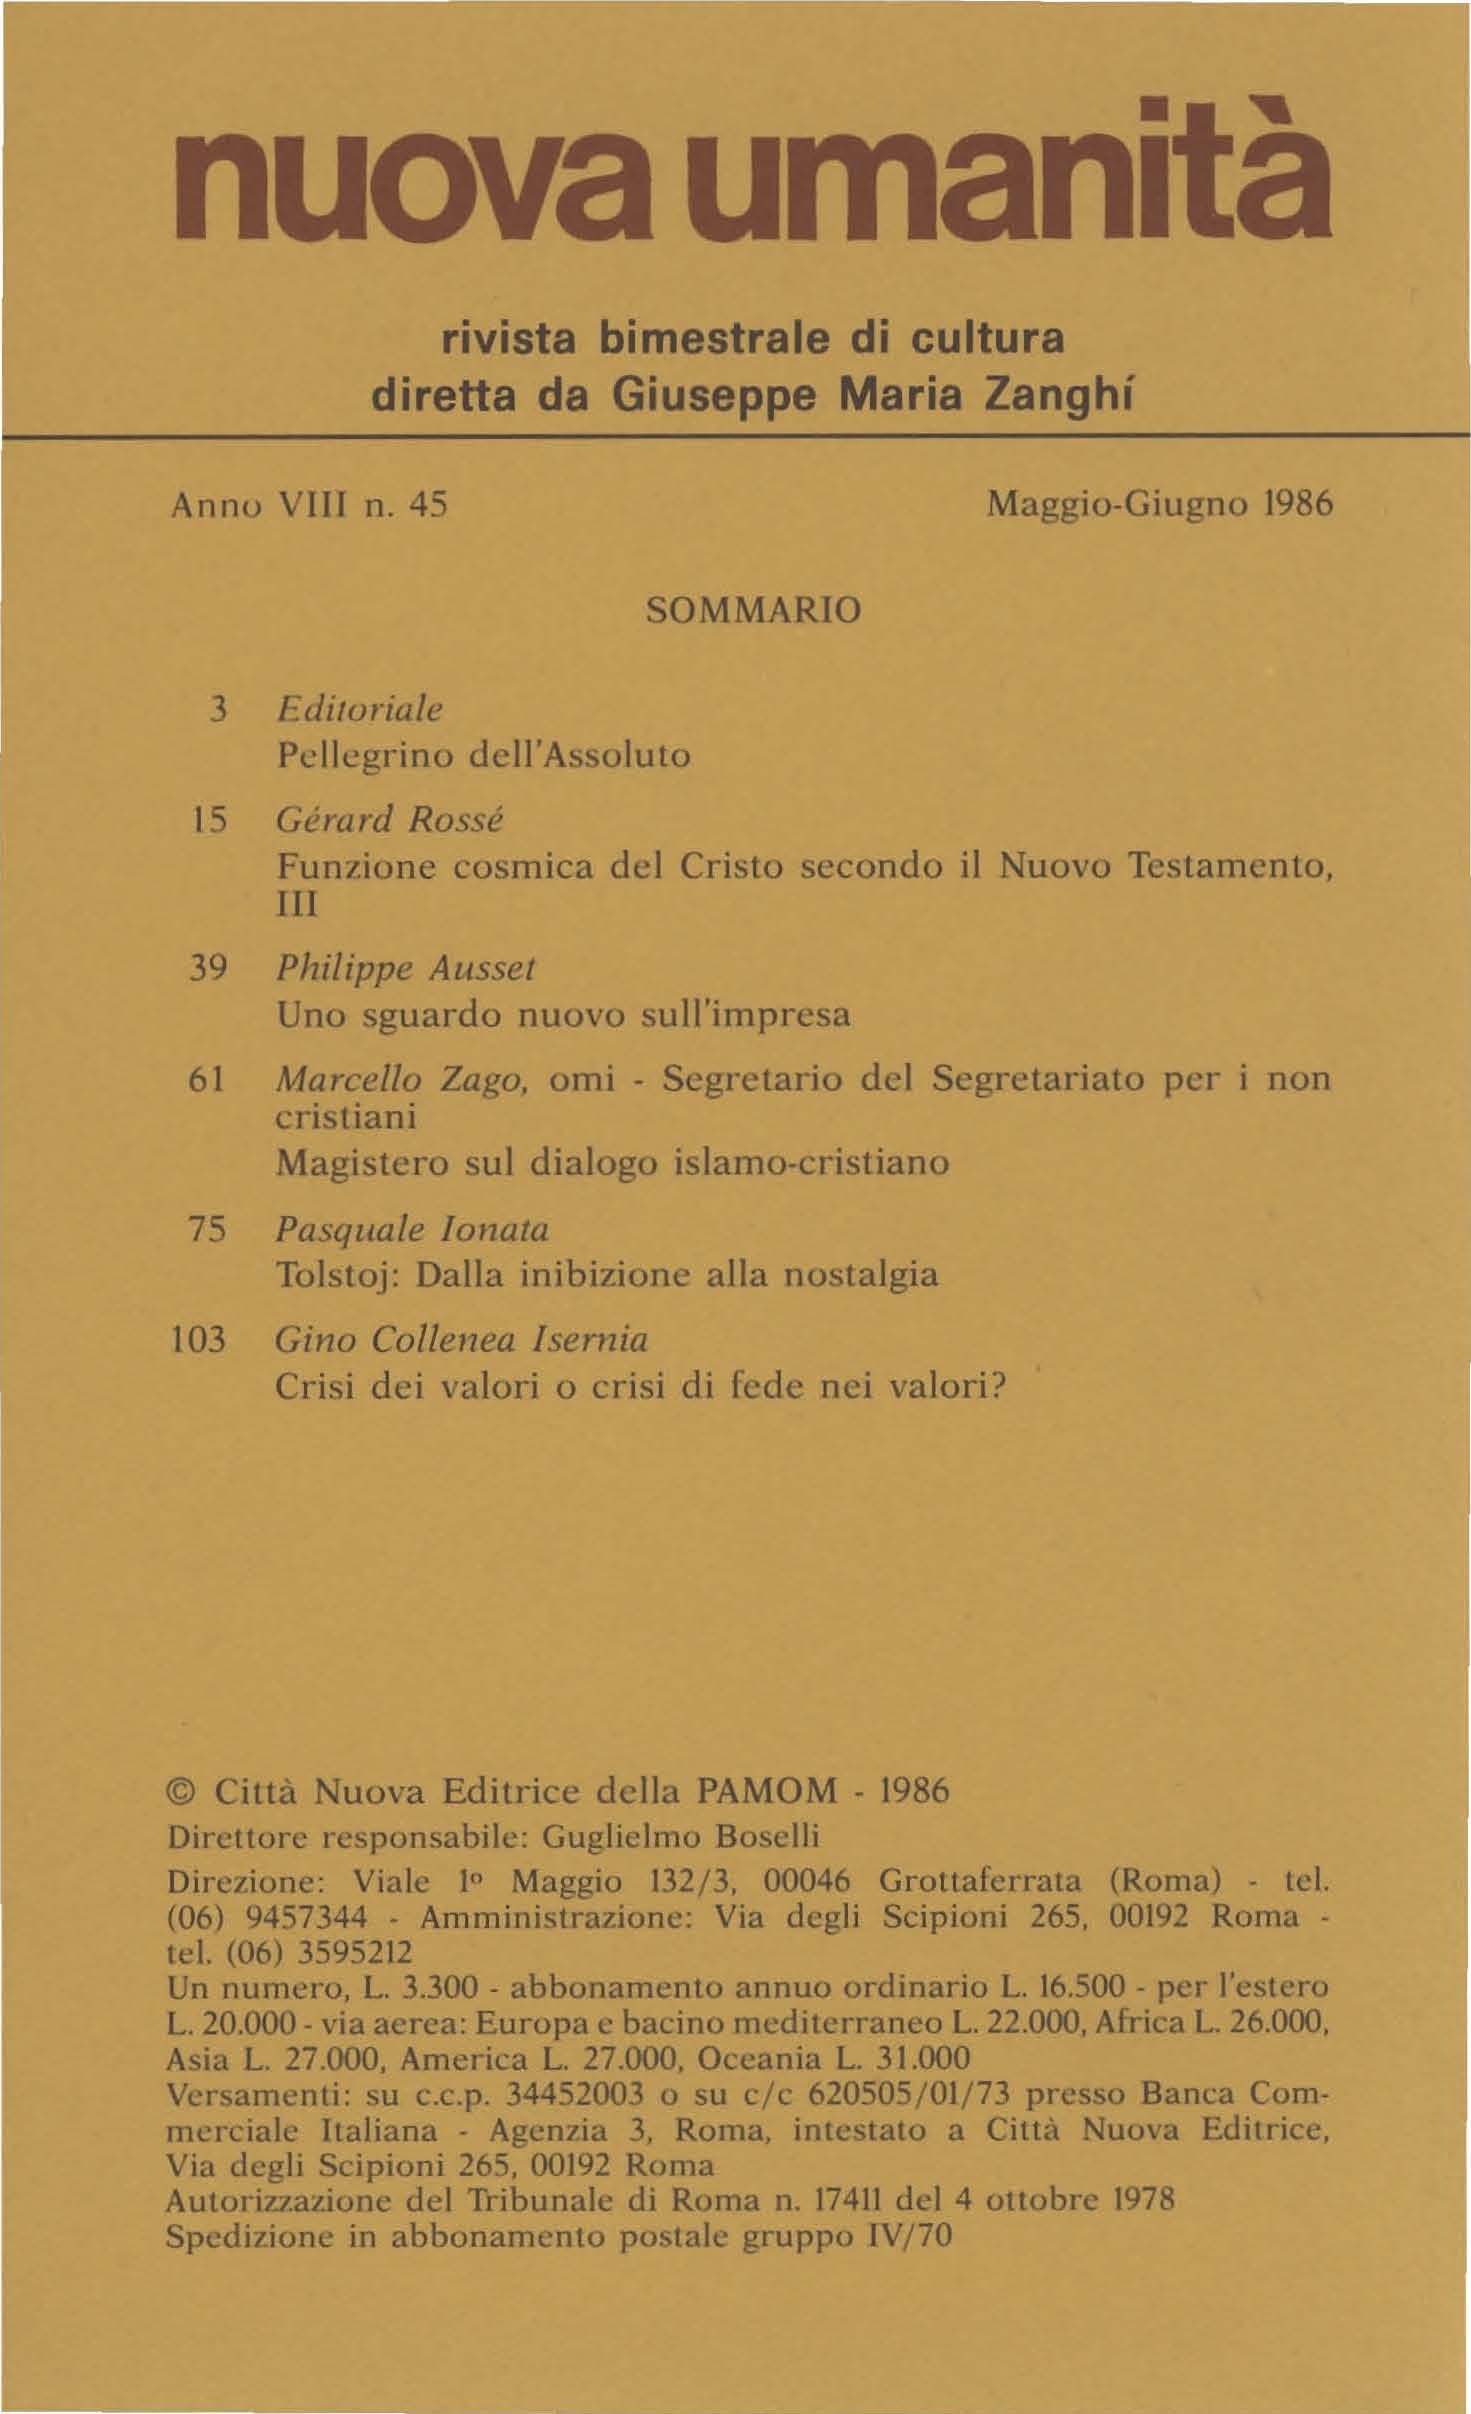 nuova umanità
rivista bimestrale di cultura
diretta da Giuseppe Maria Zanghí
Anno VIII n. 45 Maggio-Giugno 1986
SOMMARIO
3 Editoriale
Pellegrino dell'Assoluto
15 Gérard Rossé
Funzione cosmica del Cristo secondo il Nuovo Testamento,
III
39 Philippe Ausset
Uno sguardo nuovo sull'impresa
61 Marcello Zago, omi - Segretario del Segretariato per i non
cristiani
Magistero sul dialogo islamo-cristiano
75 Pasquale Ionata
Tolstoj: Dalla inibizione alla nostalgia
103 Gino Collenea Isernia
Crisi dei valori o crisi di fede nei valori?
© Città Nuova Editrice della PAMOM - 1986
Direttore responsabile: Guglielmo Boselli
Direzione: Viale 1º Maggio 132/3, 00046 Grottaferrata (Roma) - tel.
(06) 9457344 - Amministrazione: Via degli Scipioni 265, 00192 Roma -
tel. (06) 3595212
Un numero, L. 3.300 - abbonamento annuo ordinario L. 16.500 - per l'estero
L. 20.000 - via aerea: Europa e bacino mediterraneo L. 22.000, Africa L. 26.000,
Asia L. 27.000, America L. 27.000, Oceania L. 31.000
Versamenti: su c.c.p. 34452003 o su c/c 620505/01/73 presso Banca Com-
merciale Italiana - Agenzia 3, Roma, intestato a Città Nuova Editrice,
Via degli Scipioni 265, 00192 Roma
Autorizzazione del Tribunale di Roma n. 17411 del 4 ottobre 1978
Spedizione in abbonamento postale gruppo IV/70